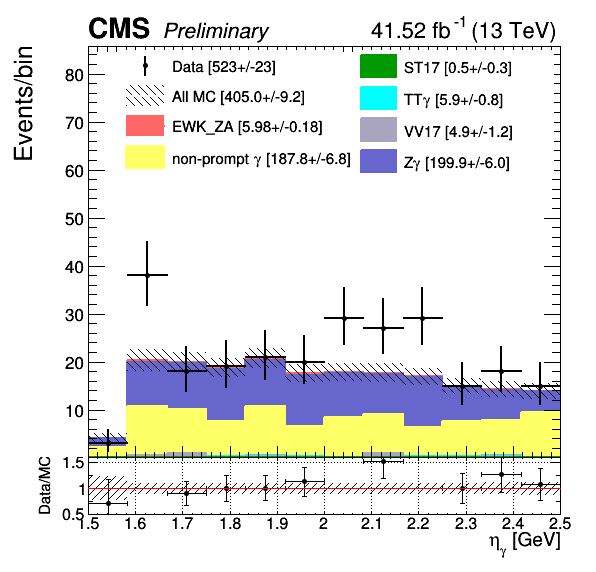 CMS Preliminary 41.52 fb⁻¹ (13 TeV)
Events/bin
Data [523+/-23]
All MC [405.0+/-9.2]
EWK_ZA [5.98+/-0.18]
non-prompt γ [187.8+/-6.8]
ST17 [0.5+/-0.3]
TTγ [5.9+/-0.8]
VV17 [4.9+/-1.2]
Zγ [199.9+/-6.0]
80
70
60
50
40
30
20
10
Data/MC
1.5
1
0.5
1.5 1.6 1.7 1.8 1.9 2 2.1 2.2 2.3 2.4 2.5
ηγ [GeV]